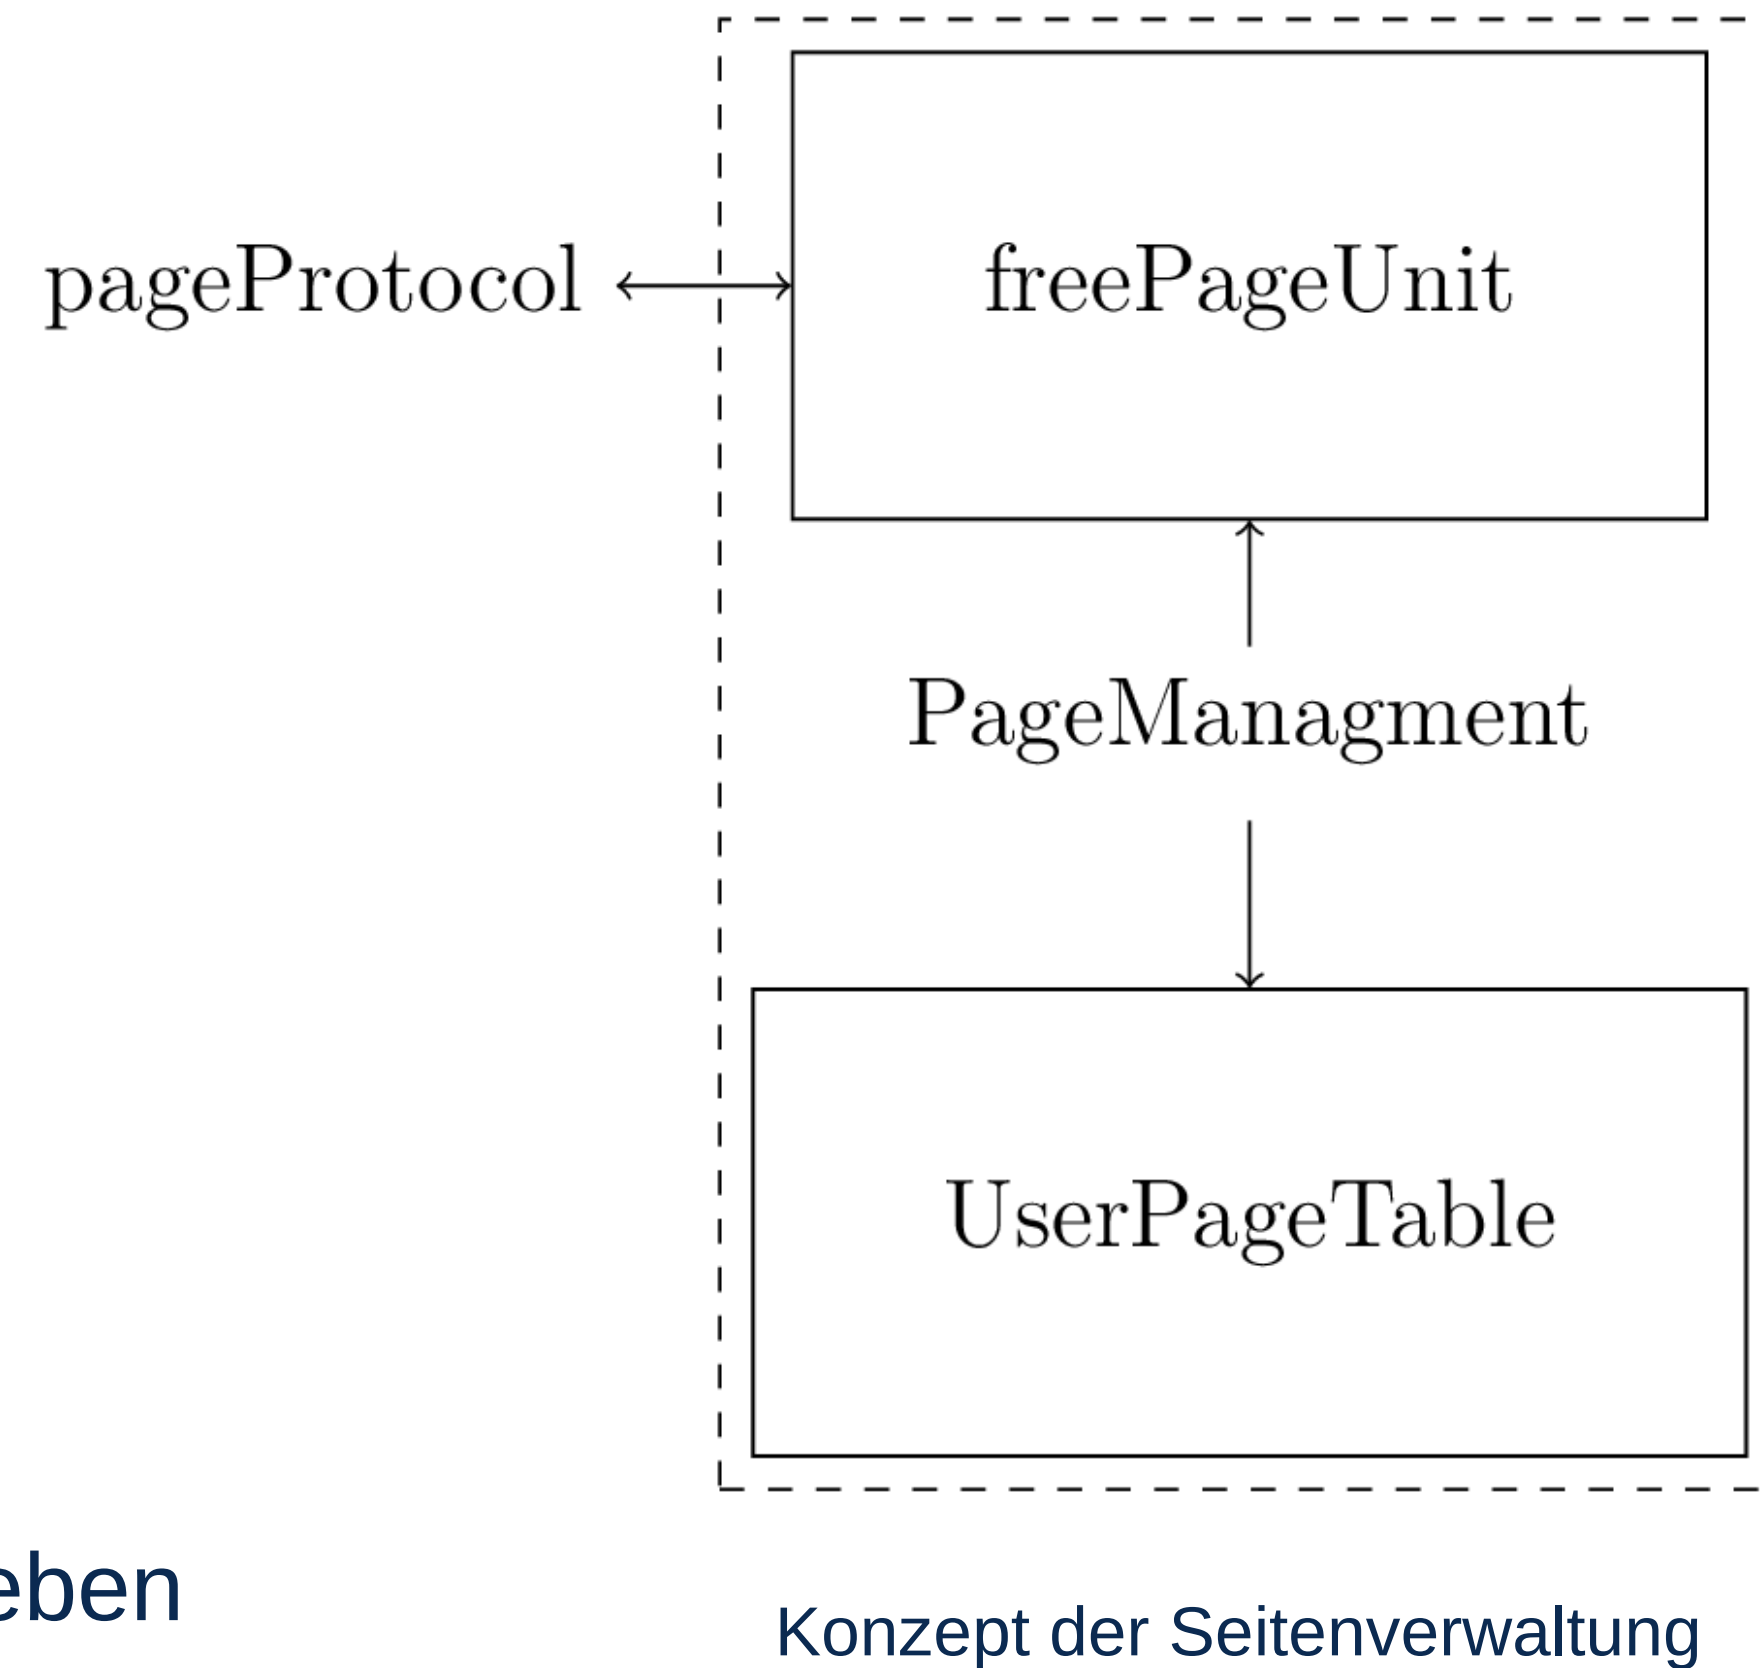 pageProtocol
freePageUnit
PageManagment
UserPageTable
eben
Konzept der Seitenverwaltung